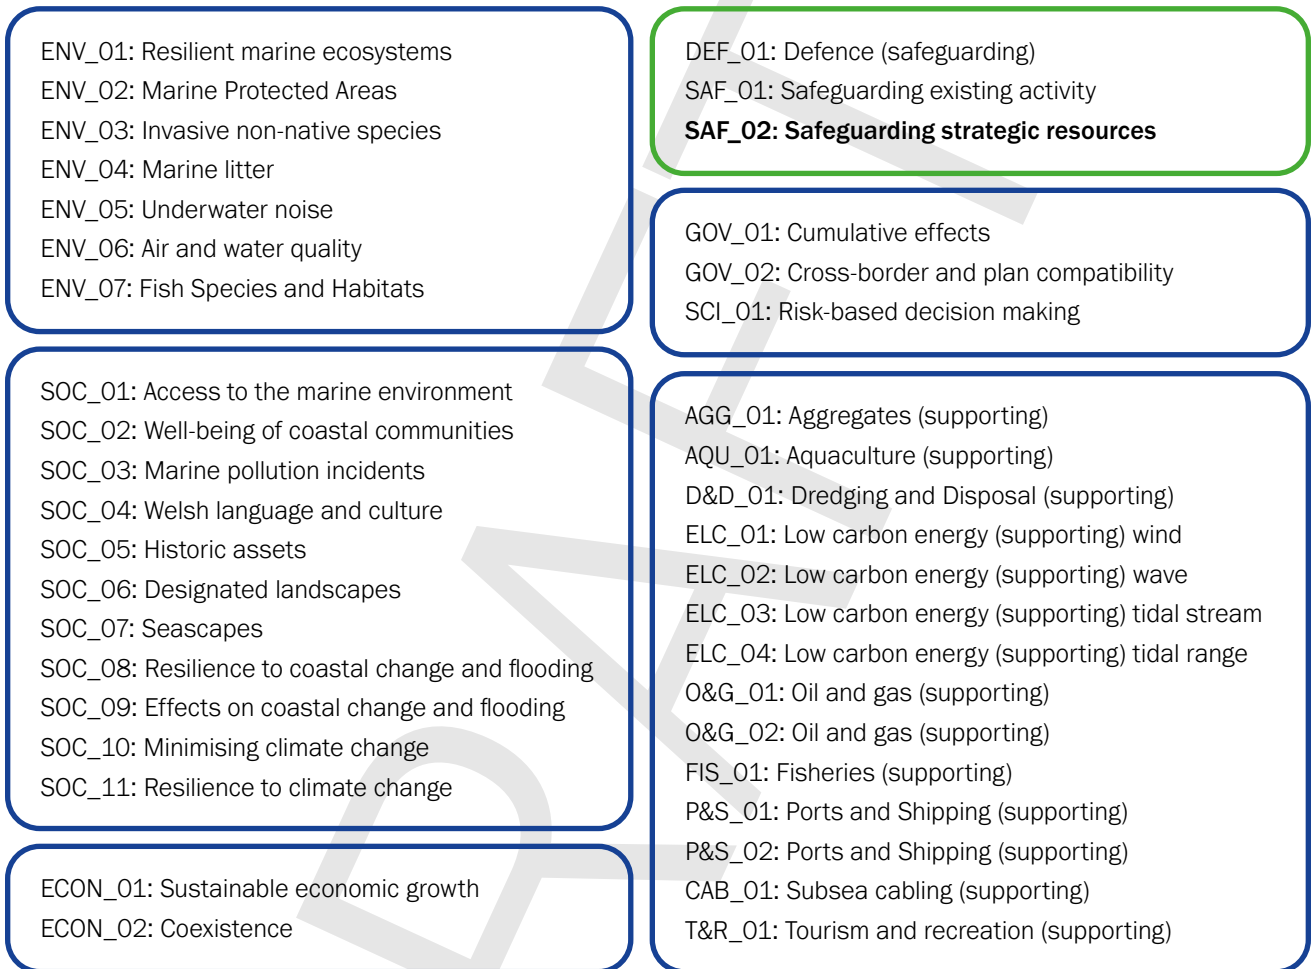 ENV_01: Resilient marine ecosystems
ENV_02: Marine Protected Areas
ENV_03: Invasive non-native species
ENV_04: Marine litter
ENV_05: Underwater noise
ENV_06: Air and water quality
ENV_07: Fish Species and Habitats
SOC_01: Access to the marine environment
SOC_02: Well-being of coastal communities
SOC_03: Marine pollution incidents
SOC_04: Welsh language and culture
SOC_05: Historic assets
SOC_06: Designated landscapes
SOC_07: Seascapes
SOC_08: Resilience to coastal change and flooding
SOC_09: Effects on coastal change and flooding
SOC_10: Minimising climate change
SOC_11: Resilience to climate change
ECON_01: Sustainable economic growth
ECON_02: Coexistence
DEF_01: Defence (safeguarding)
SAF_01: Safeguarding existing activity
SAF_02: Safeguarding strategic resources
GOV_01: Cumulative effects
GOV_02: Cross-border and plan compatibility
SCI_01: Risk-based decision making
AGG_01: Aggregates (supporting)
AQU_01: Aquaculture (supporting)
D&D_01: Dredging and Disposal (supporting)
ELC_01: Low carbon energy (supporting) wind
ELC_02: Low carbon energy (supporting) wave
ELC_03: Low carbon energy (supporting) tidal stream
ELC_04: Low carbon energy (supporting) tidal range
O&G_01: Oil and gas (supporting)
O&G_02: Oil and gas (supporting)
FIS_01: Fisheries (supporting)
P&S_01: Ports and Shipping (supporting)
P&S_02: Ports and Shipping (supporting)
CAB_01: Subsea cabling (supporting)
T&R_01: Tourism and recreation (supporting)
DRAFT